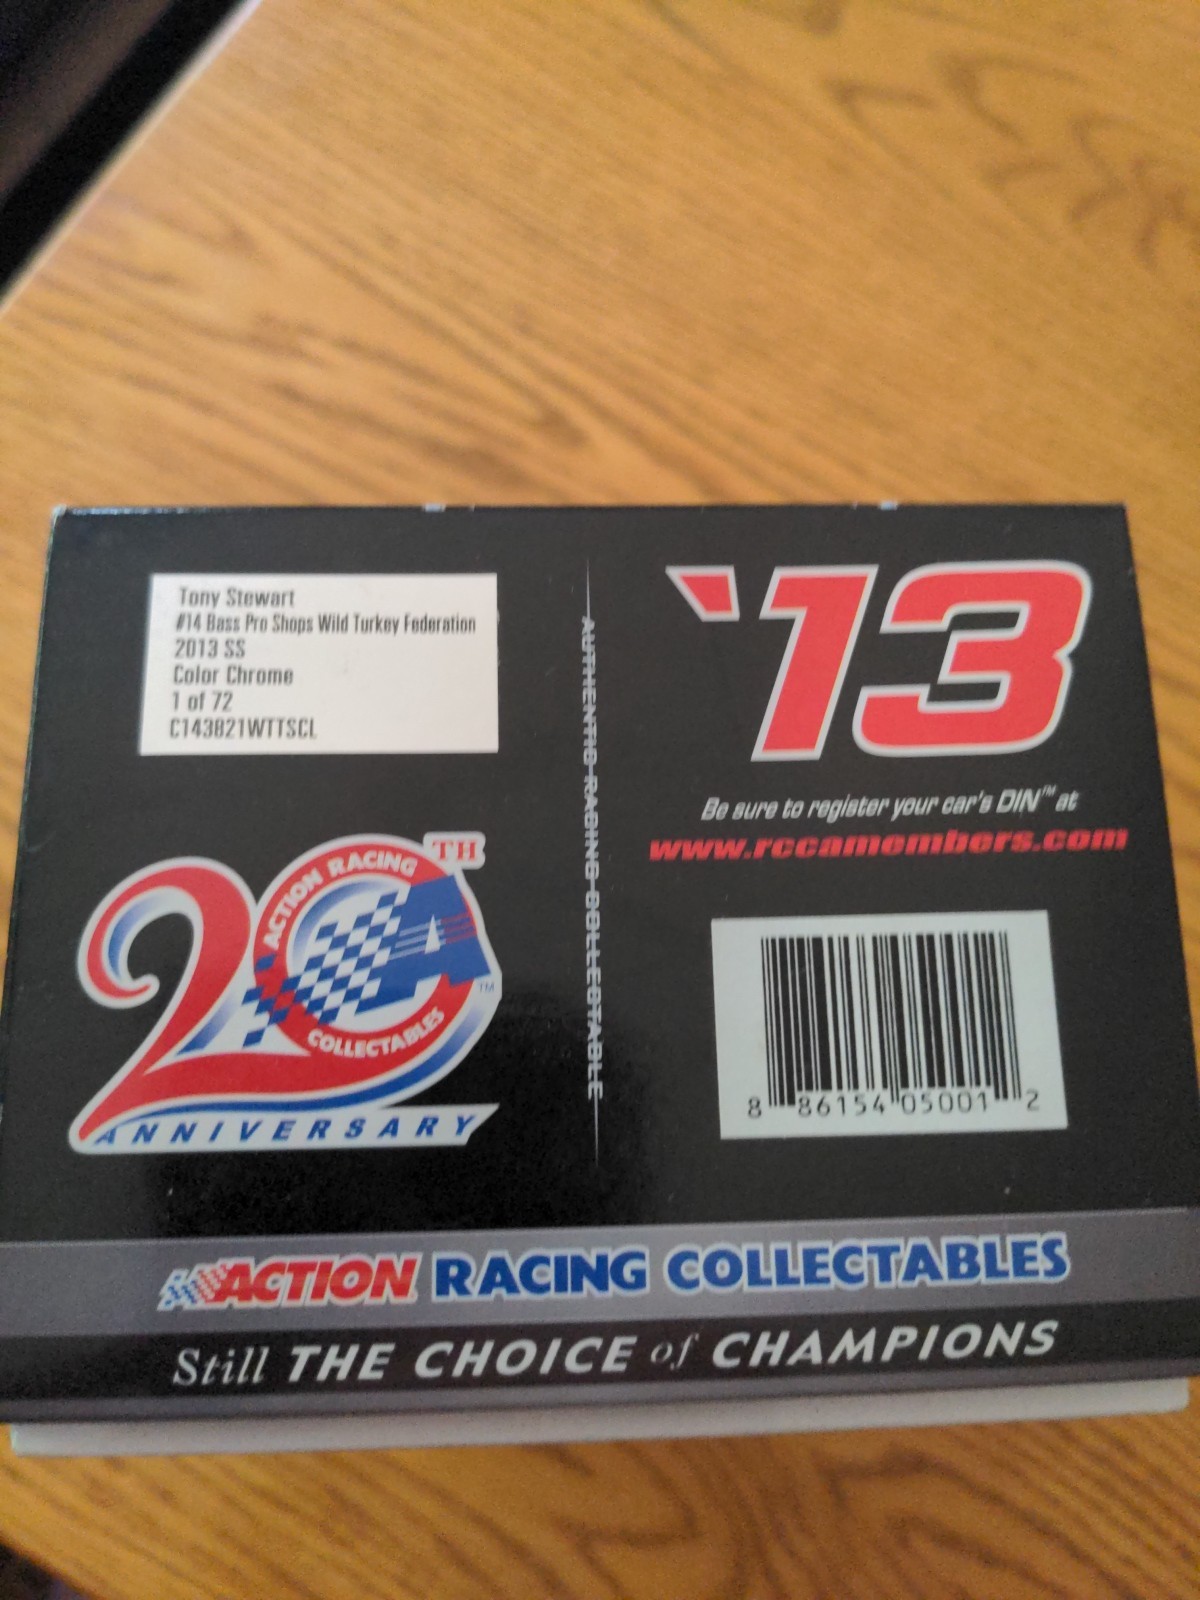 Tony Stewart
#14 Bass Pro Shops Wild Turkey Federation
2013 SS
Color Chrome
1 of 72
C143821WTTSCL
20TH
ACTION RACING
COLLECTABLES
A
TM
ANNIVERSARY
AUTHENTIC RACING COLLECTABLE
'13
Be sure to register your car's DIN™ at
www.rccamembers.com
8 86154 05001 2
ACTION RACING COLLECTABLES
Still THE CHOICE of CHAMPIONS